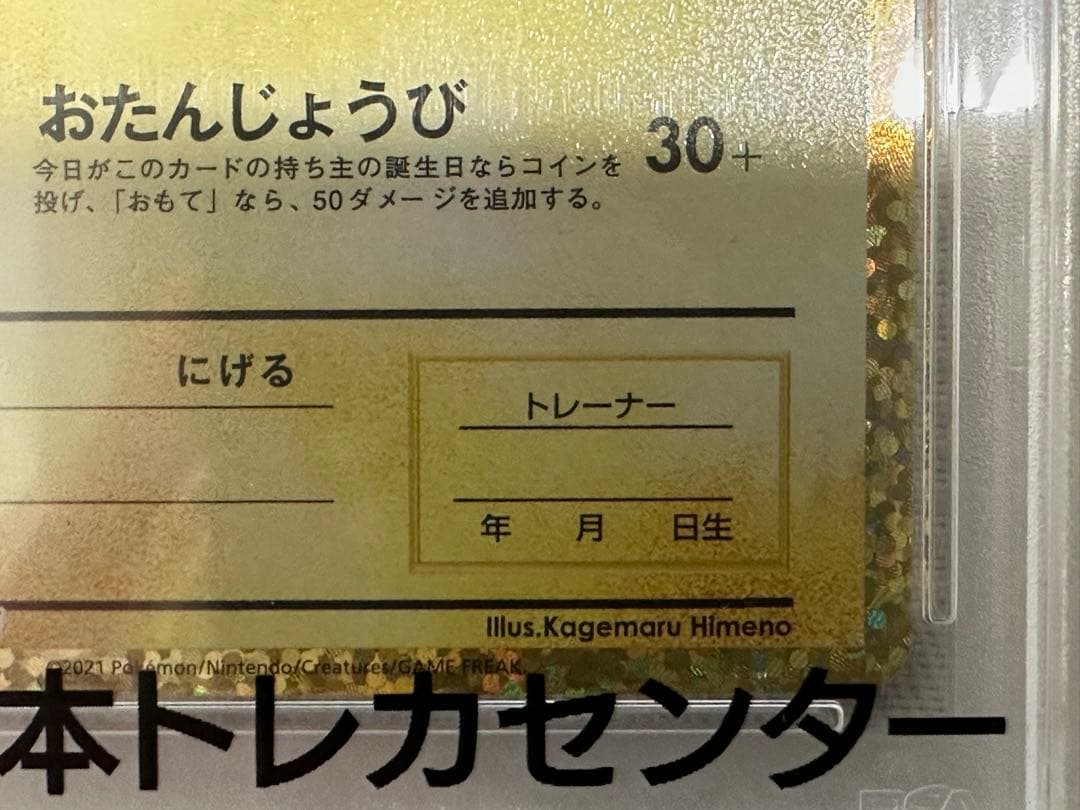 おたんじょうび
30+
今日がこのカードの持ち主の誕生日ならコインを
投げ、「おもて」なら、50ダメージを追加する。
にげる
トレーナー
年 月 日生
Illus.Kagemaru Himeno
©2021 Pokémon/Nintendo/Creatures/GAME FREAK.
本トレカセンター